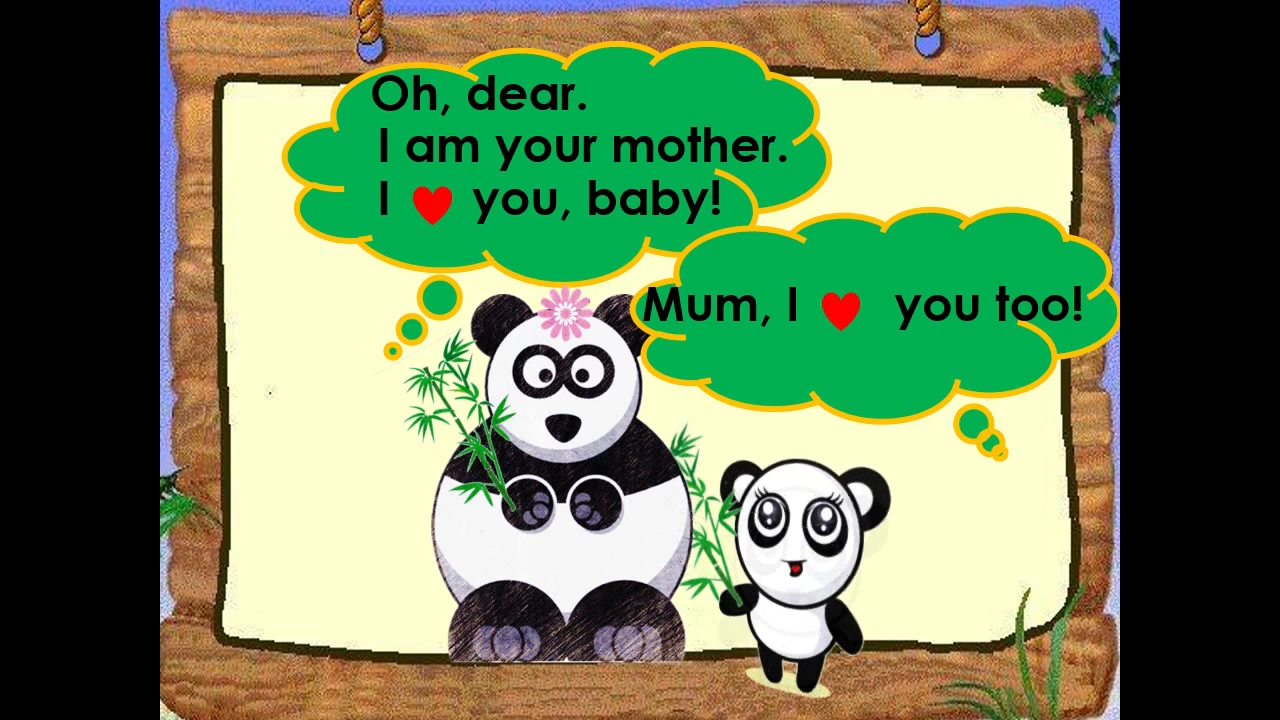 Oh, dear.
I am your mother.
I ❤ you, baby!
Mum, I ❤ you too!